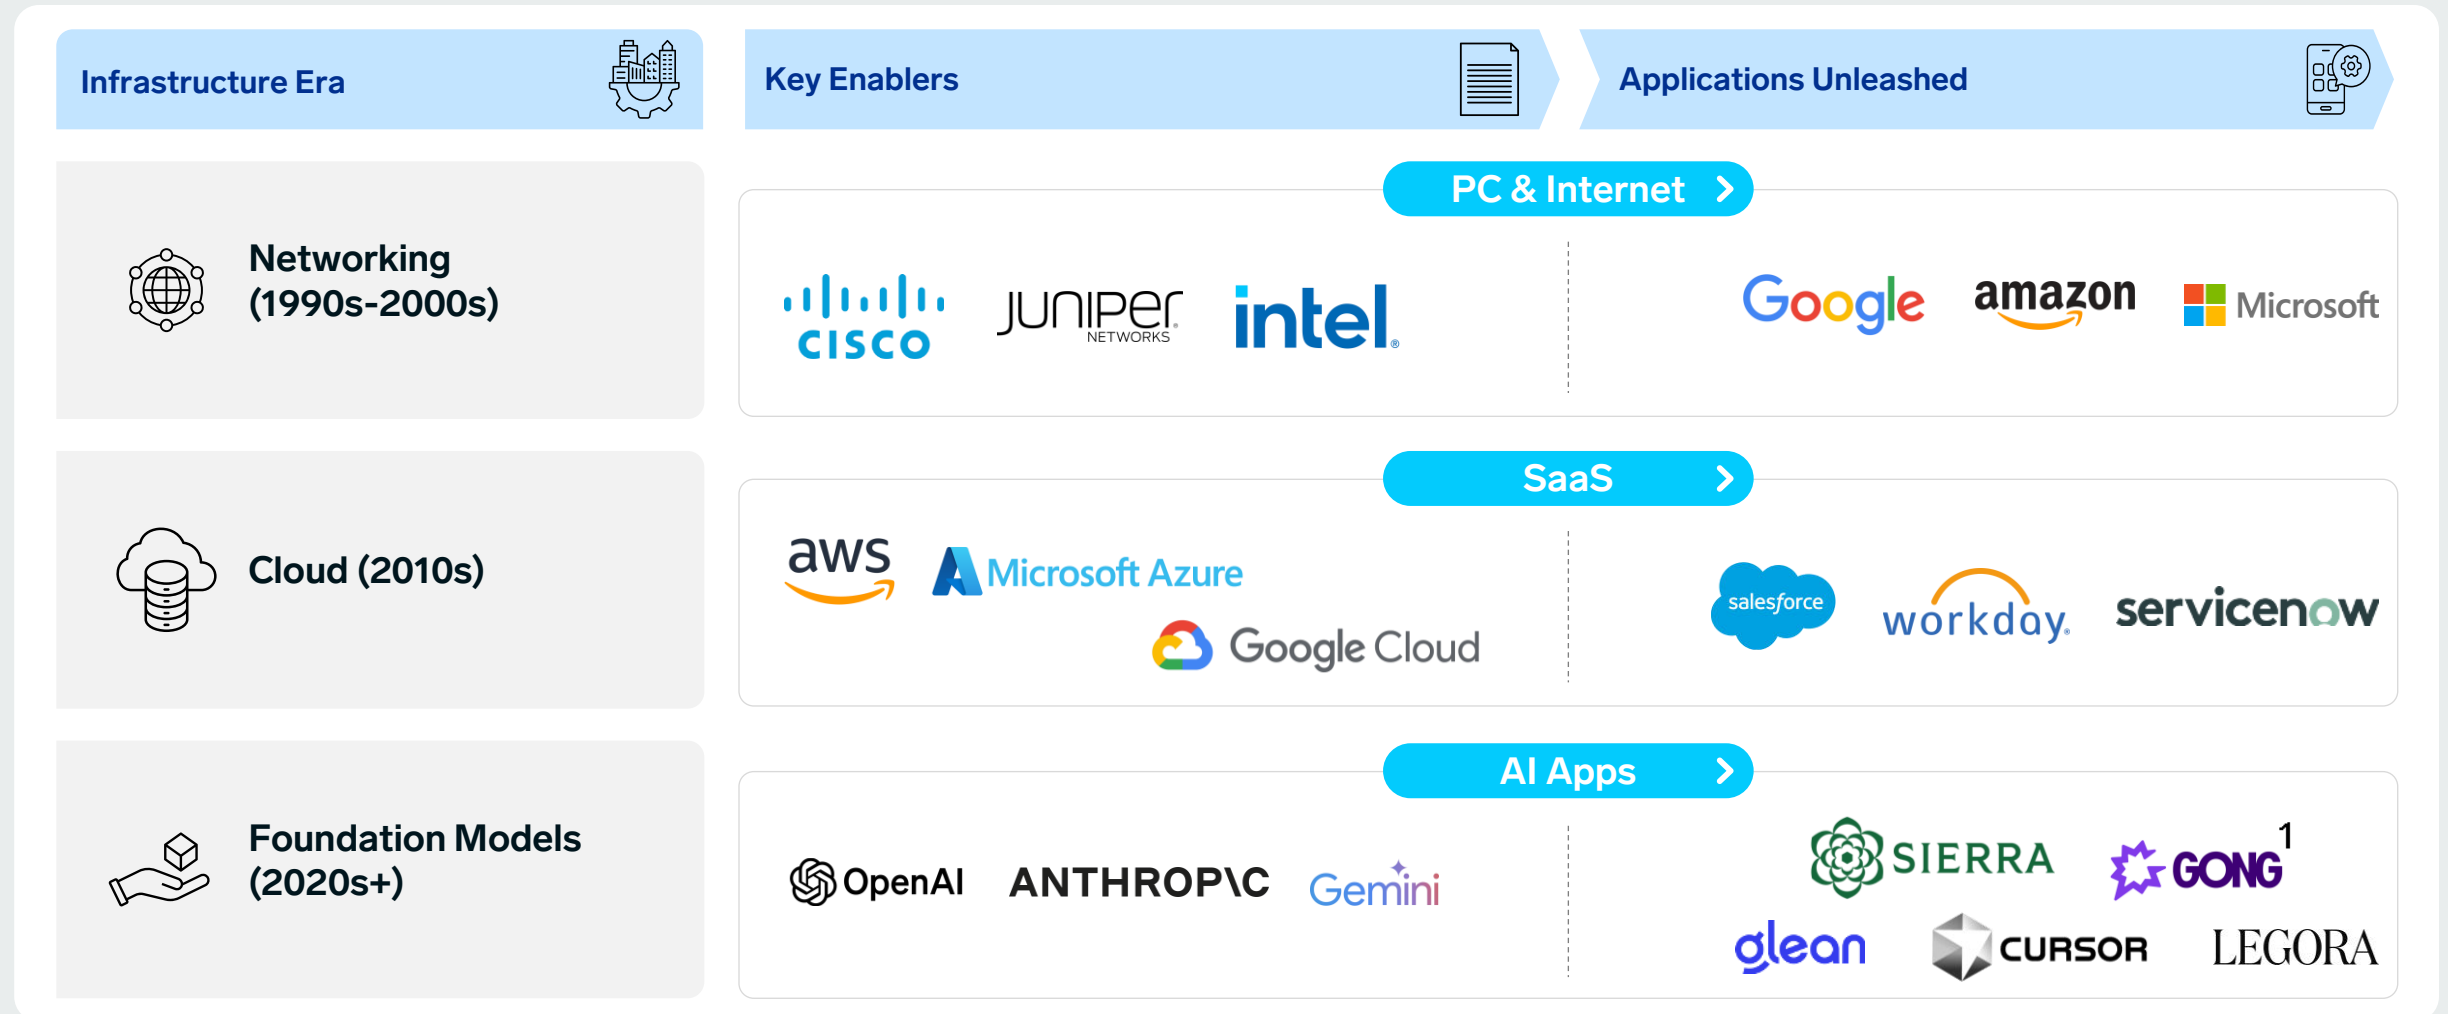 Infrastructure Era
Key Enablers
Applications Unleashed
Networking
(1990s-2000s)
PC & Internet
CISCO
JUNIPER
NETWORKS
intel®
Google
amazon
Microsoft
Cloud (2010s)
SaaS
aws
Microsoft Azure
Google Cloud
salesforce
workday®
servicenow
Foundation Models
(2020s+)
AI Apps
OpenAI
ANTHROP\C
Gemini
SIERRA
GONG1
glean
CURSOR
LEGORA